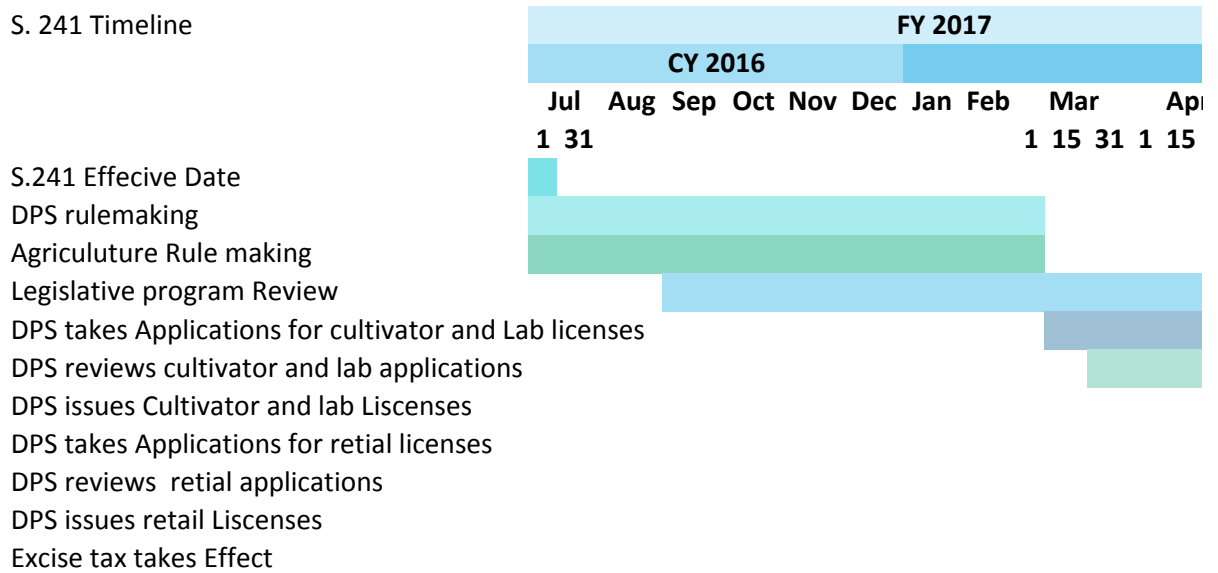 S. 241 Timeline
FY 2017
CY 2016
Jul Aug Sep Oct Nov Dec Jan Feb Mar Apr
1 31 1 15 31 1 15
S.241 Effecive Date
DPS rulemaking
Agriculuture Rule making
Legislative program Review
DPS takes Applications for cultivator and Lab licenses
DPS reviews cultivator and lab applications
DPS issues Cultivator and lab Liscenses
DPS takes Applications for retial licenses
DPS reviews retial applications
DPS issues retail Liscenses
Excise tax takes Effect